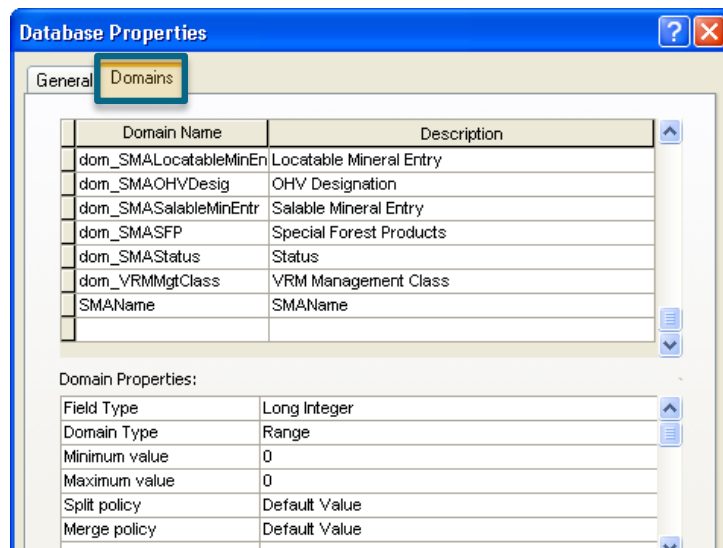 Database Properties
General Domains
Domain Name Description
dom_SMALocatableMinEn Locatable Mineral Entry
dom_SMAOHVDesig OHV Designation
dom_SMASalableMinEntr Salable Mineral Entry
dom_SMASFP Special Forest Products
dom_SMAStatus Status
dom_VRMMgtClass VRM Management Class
SMAName SMAName
Domain Properties:
Field Type Long Integer
Domain Type Range
Minimum value 0
Maximum value 0
Split policy Default Value
Merge policy Default Value